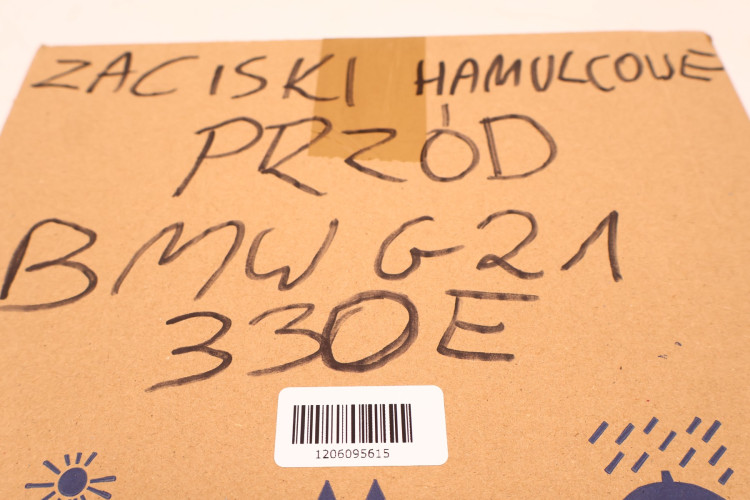 ZACISKI HAMULCOWE
PRZÓD
BMW G21
330E
1206095615